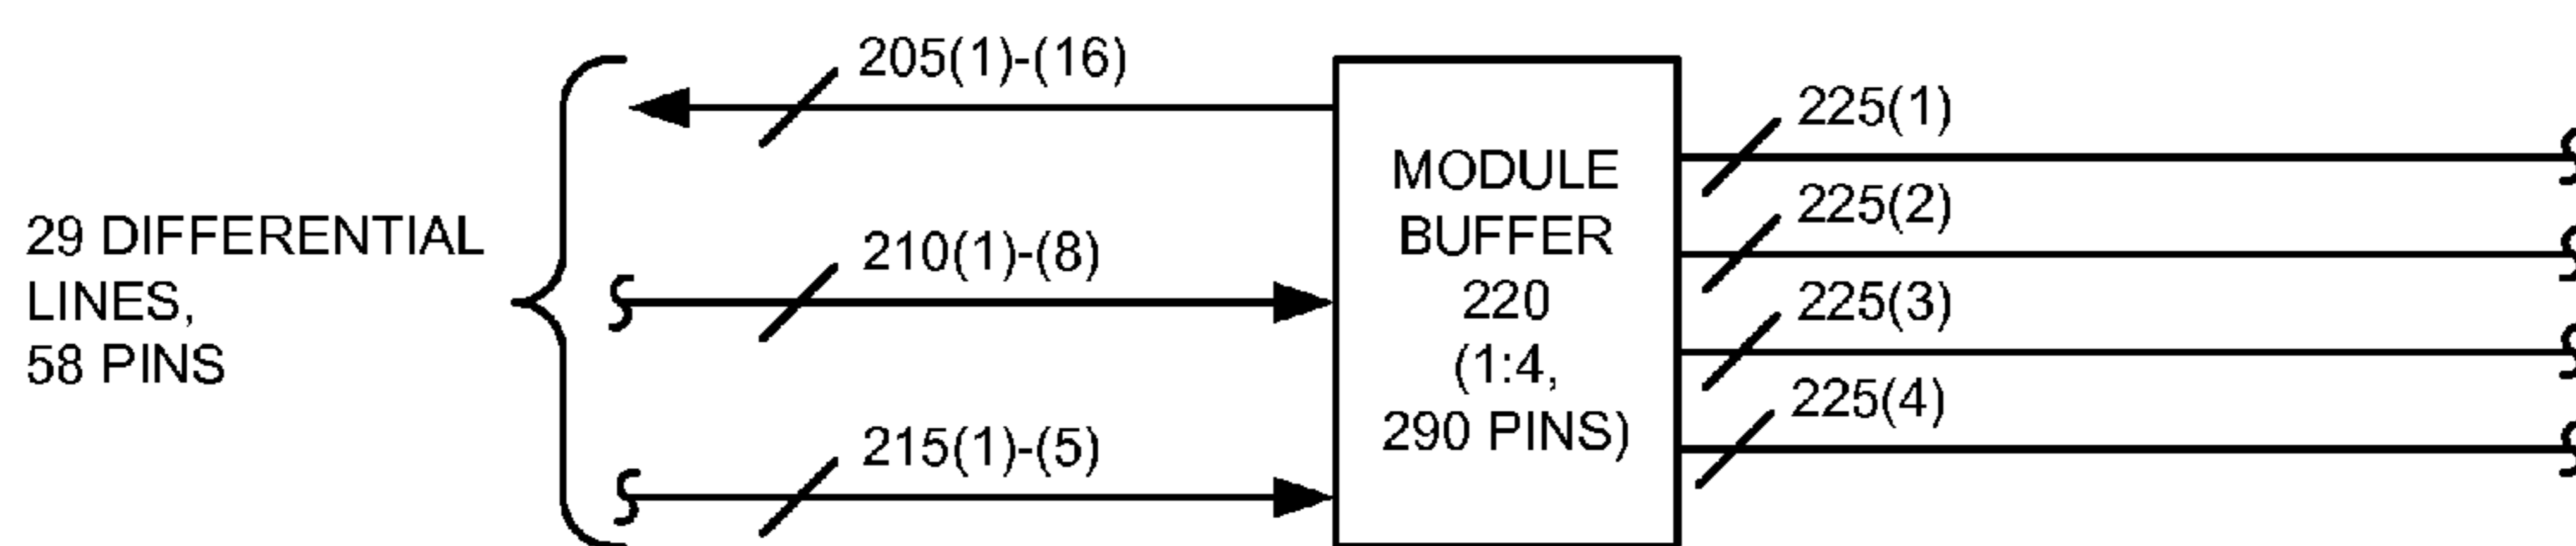 29 DIFFERENTIAL
LINES,
58 PINS
205(1)-(16)
210(1)-(8)
215(1)-(5)
MODULE
BUFFER
220
(1:4,
290 PINS)
225(1)
225(2)
225(3)
225(4)